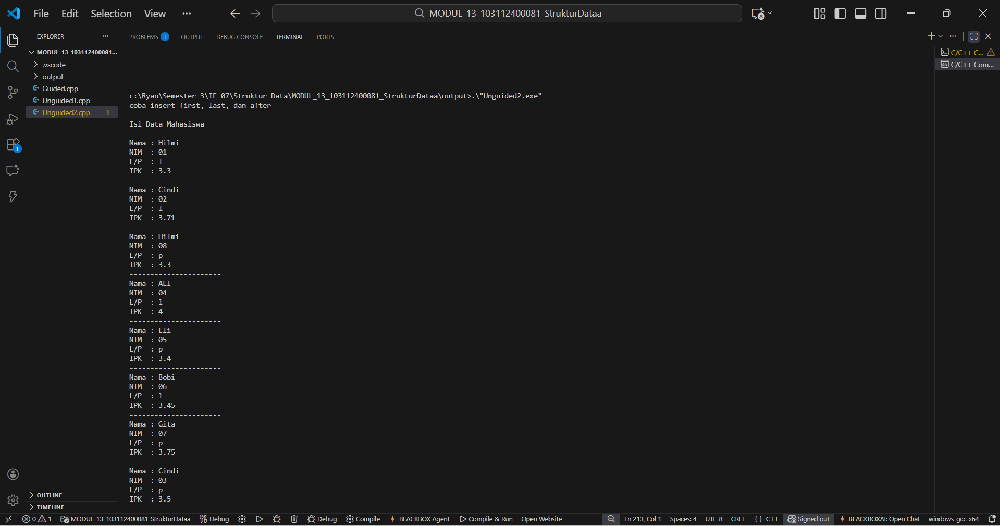 File Edit Selection View ···
MODUL_13_103112400081_StrukturDataa
EXPLORER ···
MODUL_13_103112400081...
.vscode
output
Guided.cpp
Unguided1.cpp
Unguided2.cpp 1
1
OUTLINE
TIMELINE
PROBLEMS 1 OUTPUT DEBUG CONSOLE TERMINAL PORTS
c:\Ryan\Semester 3\IF 07\Struktur Data\MODUL_13_103112400081_StrukturDataa\output>.\"Unguided2.exe"
coba insert first, last, dan after
Isi Data Mahasiswa
======================
Nama : Hilmi
NIM  : 01
L/P  : l
IPK  : 3.3
----------------------
Nama : Cindi
NIM  : 02
L/P  : l
IPK  : 3.71
----------------------
Nama : Hilmi
NIM  : 08
L/P  : p
IPK  : 3.3
----------------------
Nama : ALI
NIM  : 04
L/P  : l
IPK  : 4
----------------------
Nama : Eli
NIM  : 05
L/P  : p
IPK  : 3.4
----------------------
Nama : Bobi
NIM  : 06
L/P  : l
IPK  : 3.45
----------------------
Nama : Gita
NIM  : 07
L/P  : p
IPK  : 3.75
----------------------
Nama : Cindi
NIM  : 03
L/P  : p
IPK  : 3.5
----------------------
C/C++ C...
C/C++ Com...
0 1 MODUL_13_103112400081_StrukturDataa Debug Debug Compile BLACKBOX Agent Compile & Run Open Website Ln 213, Col 1 Spaces: 4 UTF-8 CRLF { } C++ Signed out BLACKBOXAI: Open Chat windows-gcc-x64